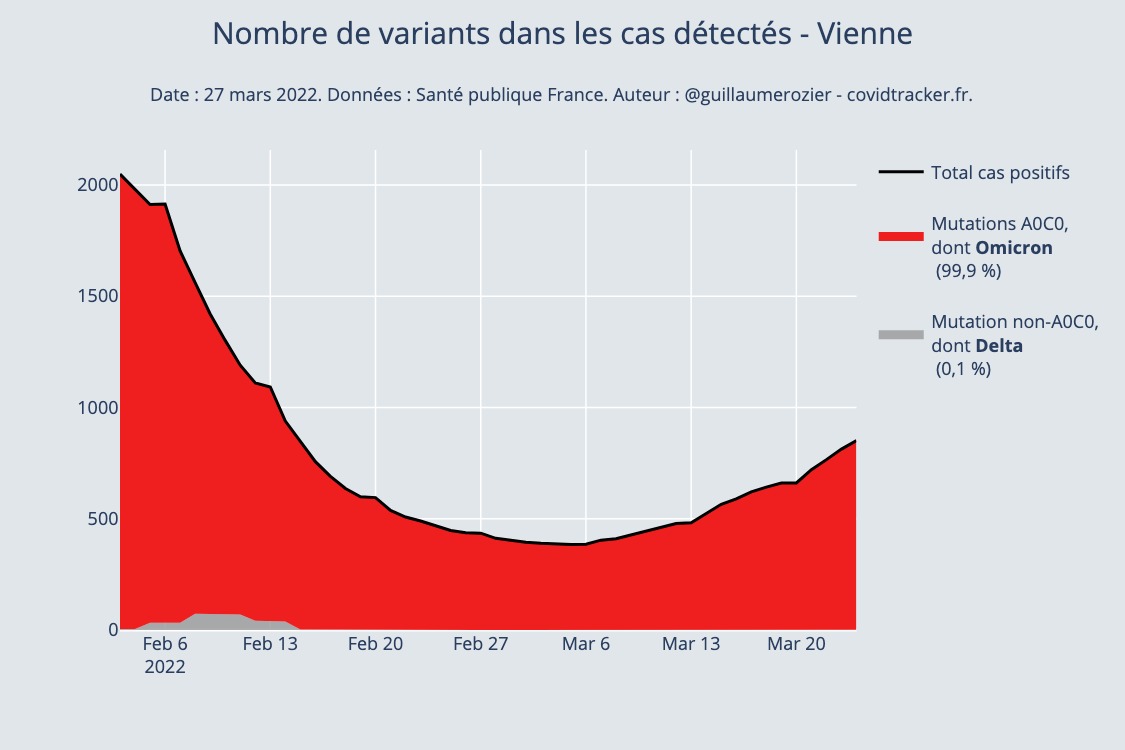 Nombre de variants dans les cas détectés - Vienne
Date : 27 mars 2022. Données : Santé publique France. Auteur : @guillaumerozier - covidtracker.fr.
2000
1500
1000
500
0
Feb 6
2022
Feb 13
Feb 20
Feb 27
Mar 6
Mar 13
Mar 20
Total cas positifs
Mutations A0C0,
dont Omicron
(99,9 %)
Mutation non-A0C0,
dont Delta
(0,1 %)